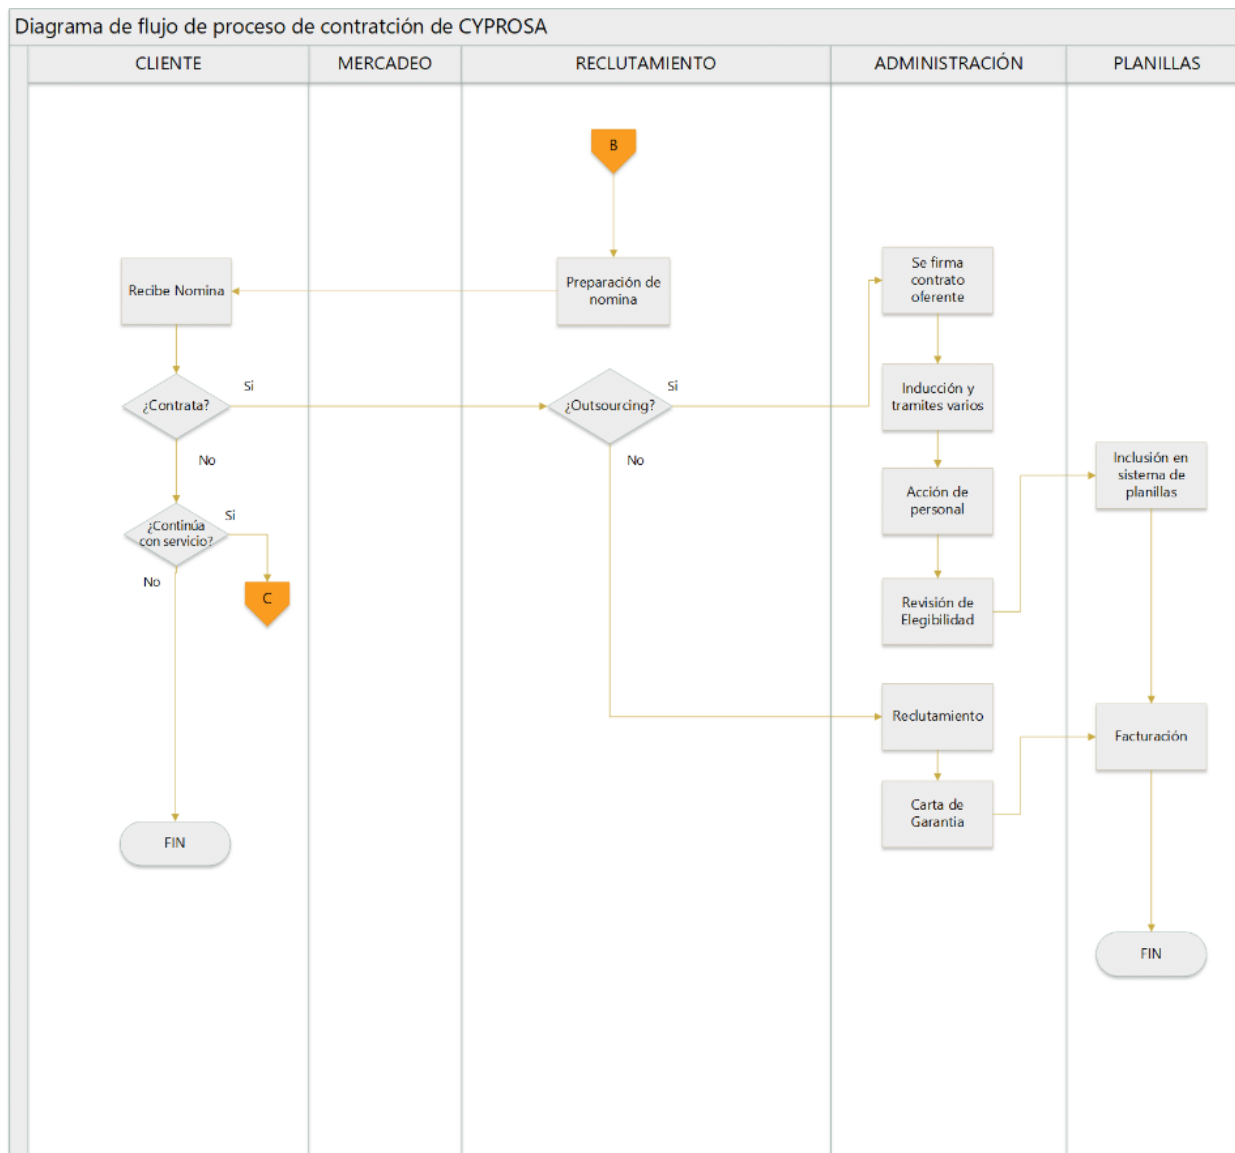 Diagrama de flujo de proceso de contratción de CYPROSA
CLIENTE
MERCADEO
RECLUTAMIENTO
ADMINISTRACIÓN
PLANILLAS
B
Recibe Nomina
Preparación de
nomina
Se firma
contrato
oferente
¿Contrata?
Si
¿Outsourcing?
Si
Inducción y
tramites varios
No
No
Inclusión en
sistema de
planillas
Acción de
personal
¿Continúa
con servicio?
Si
No
C
Revisión de
Elegibilidad
Reclutamiento
Facturación
Carta de
Garantia
FIN
FIN